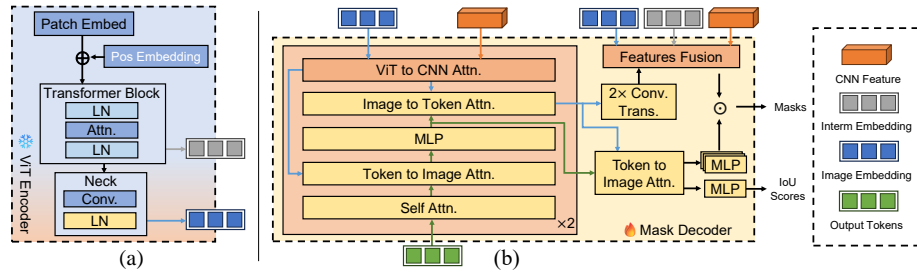 Patch Embed
Pos Embedding
Transformer Block
LN
Attn.
LN
Neck
Conv.
LN
ViT Encoder
(a)
ViT to CNN Attn.
Image to Token Attn.
MLP
Token to Image Attn.
Self Attn.
×2
Features Fusion
2× Conv.
Trans.
Token to
Image Attn.
MLP
MLP
Mask Decoder
(b)
Masks
IoU
Scores
CNN Feature
Interm Embedding
Image Embedding
Output Tokens